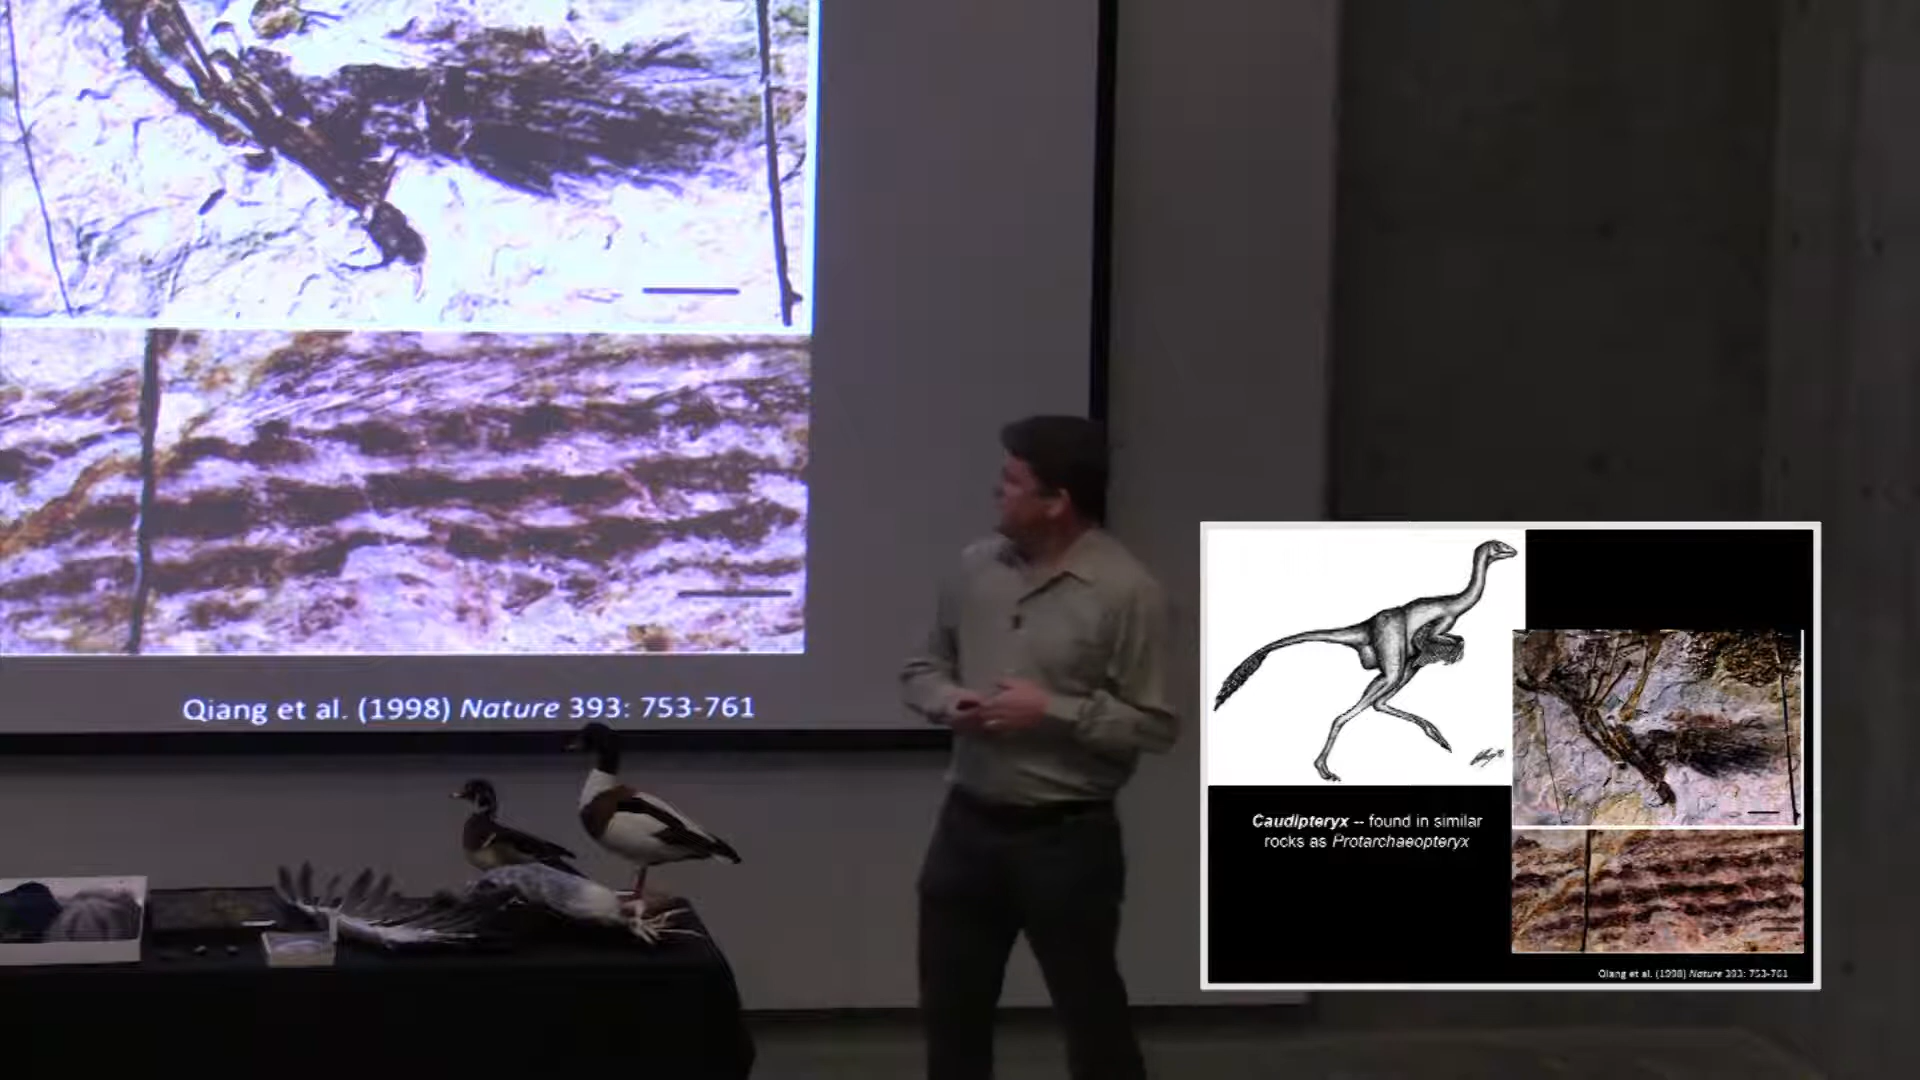 Qiang et al. (1998) Nature 393: 753-761
Caudipteryx -- found in similar
rocks as Protarchaeopteryx
Qiang et al. (1998) Nature 393: 753-761